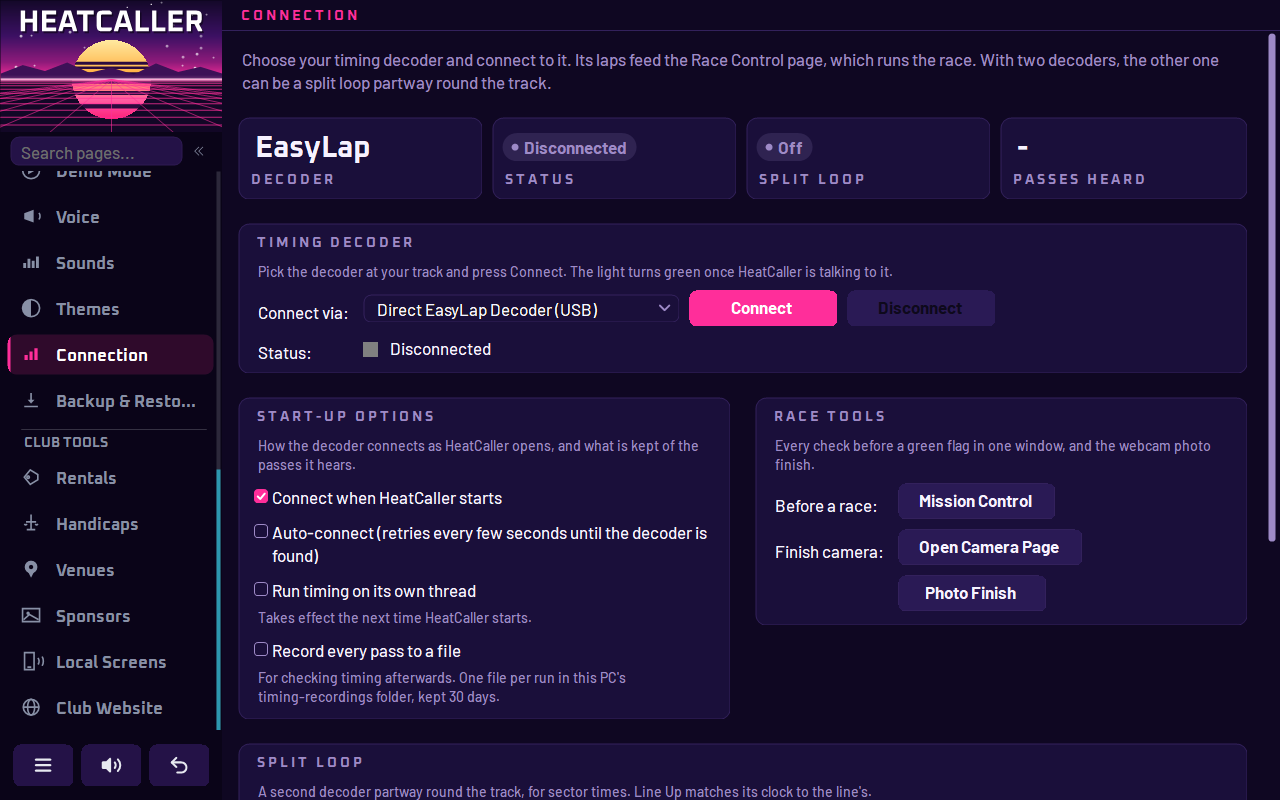 HEATCALLER
CONNECTION
Choose your timing decoder and connect to it. Its laps feed the Race Control page, which runs the race. With two decoders, the other one
can be a split loop partway round the track.
Search pages...
Demo Mode
Voice
Sounds
Themes
Connection
Backup & Resto...
CLUB TOOLS
Rentals
Handicaps
Venues
Sponsors
Local Screens
Club Website
EasyLap
DECODER
Disconnected
STATUS
Off
SPLIT LOOP
-
PASSES HEARD
TIMING DECODER
Pick the decoder at your track and press Connect. The light turns green once HeatCaller is talking to it.
Connect via: Direct EasyLap Decoder (USB) Connect Disconnect
Status: Disconnected
START-UP OPTIONS
How the decoder connects as HeatCaller opens, and what is kept of the
passes it hears.
Connect when HeatCaller starts
Auto-connect (retries every few seconds until the decoder is
found)
Run timing on its own thread
Takes effect the next time HeatCaller starts.
Record every pass to a file
For checking timing afterwards. One file per run in this PC's
timing-recordings folder, kept 30 days.
RACE TOOLS
Every check before a green flag in one window, and the webcam photo
finish.
Before a race: Mission Control
Finish camera: Open Camera Page
Photo Finish
SPLIT LOOP
A second decoder partway round the track, for sector times. Line Up matches its clock to the line's.